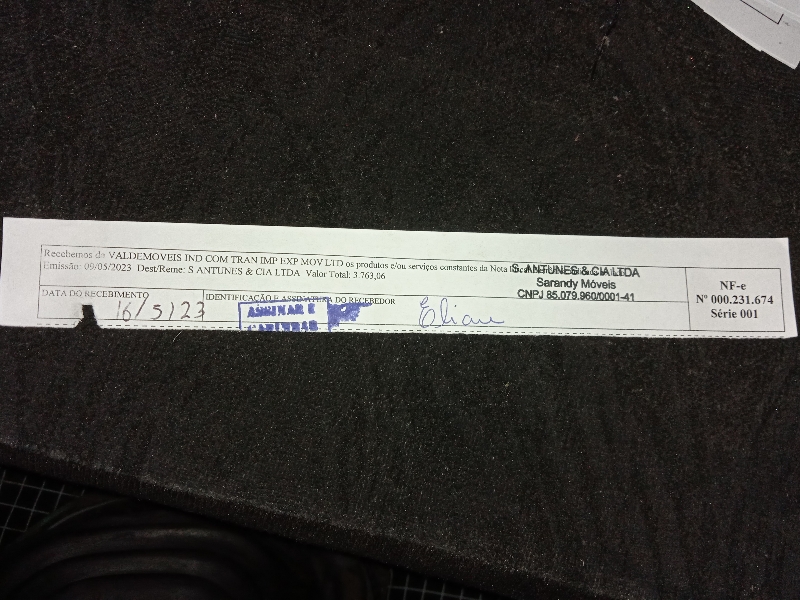 Recebemos de VALDEMOVEIS IND COM TRAN IMP EXP MOV LTD os produtos e/ou serviços constantes da Nota
Emissão: 09/05/2023 Dest/Reme: S ANTUNES & CIA LTDA Valor Total: 3.763,06
S. ANTUNES & CIA LTDA
Sarandy Móveis
CNPJ 85.079.960/0001-41
DATA DO RECEBIMENTO
16/5/23
IDENTIFICAÇÃO E ASSINATURA DO RECEBEDOR
ASSINAR E
CARIMBAR
NF-e
Nº 000.231.674
Série 001